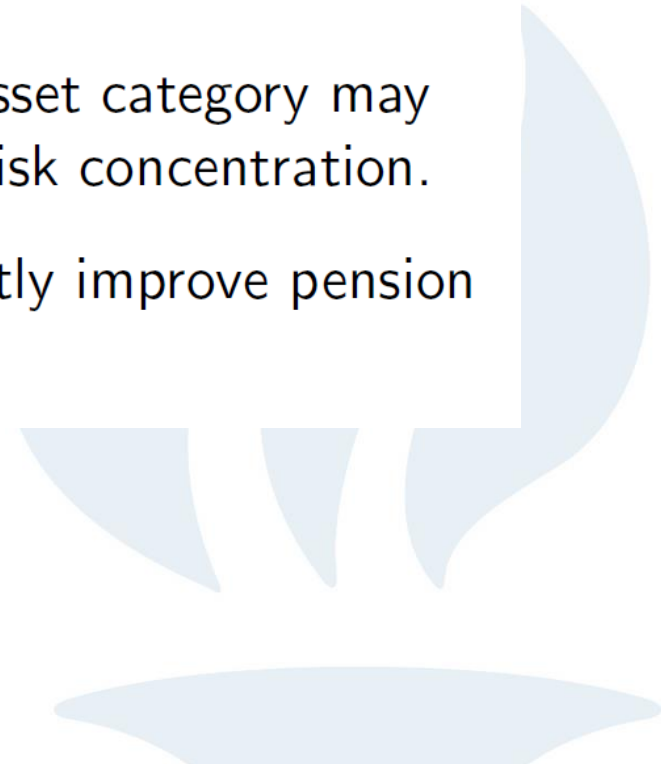 sset category may
isk concentration.
tly improve pension